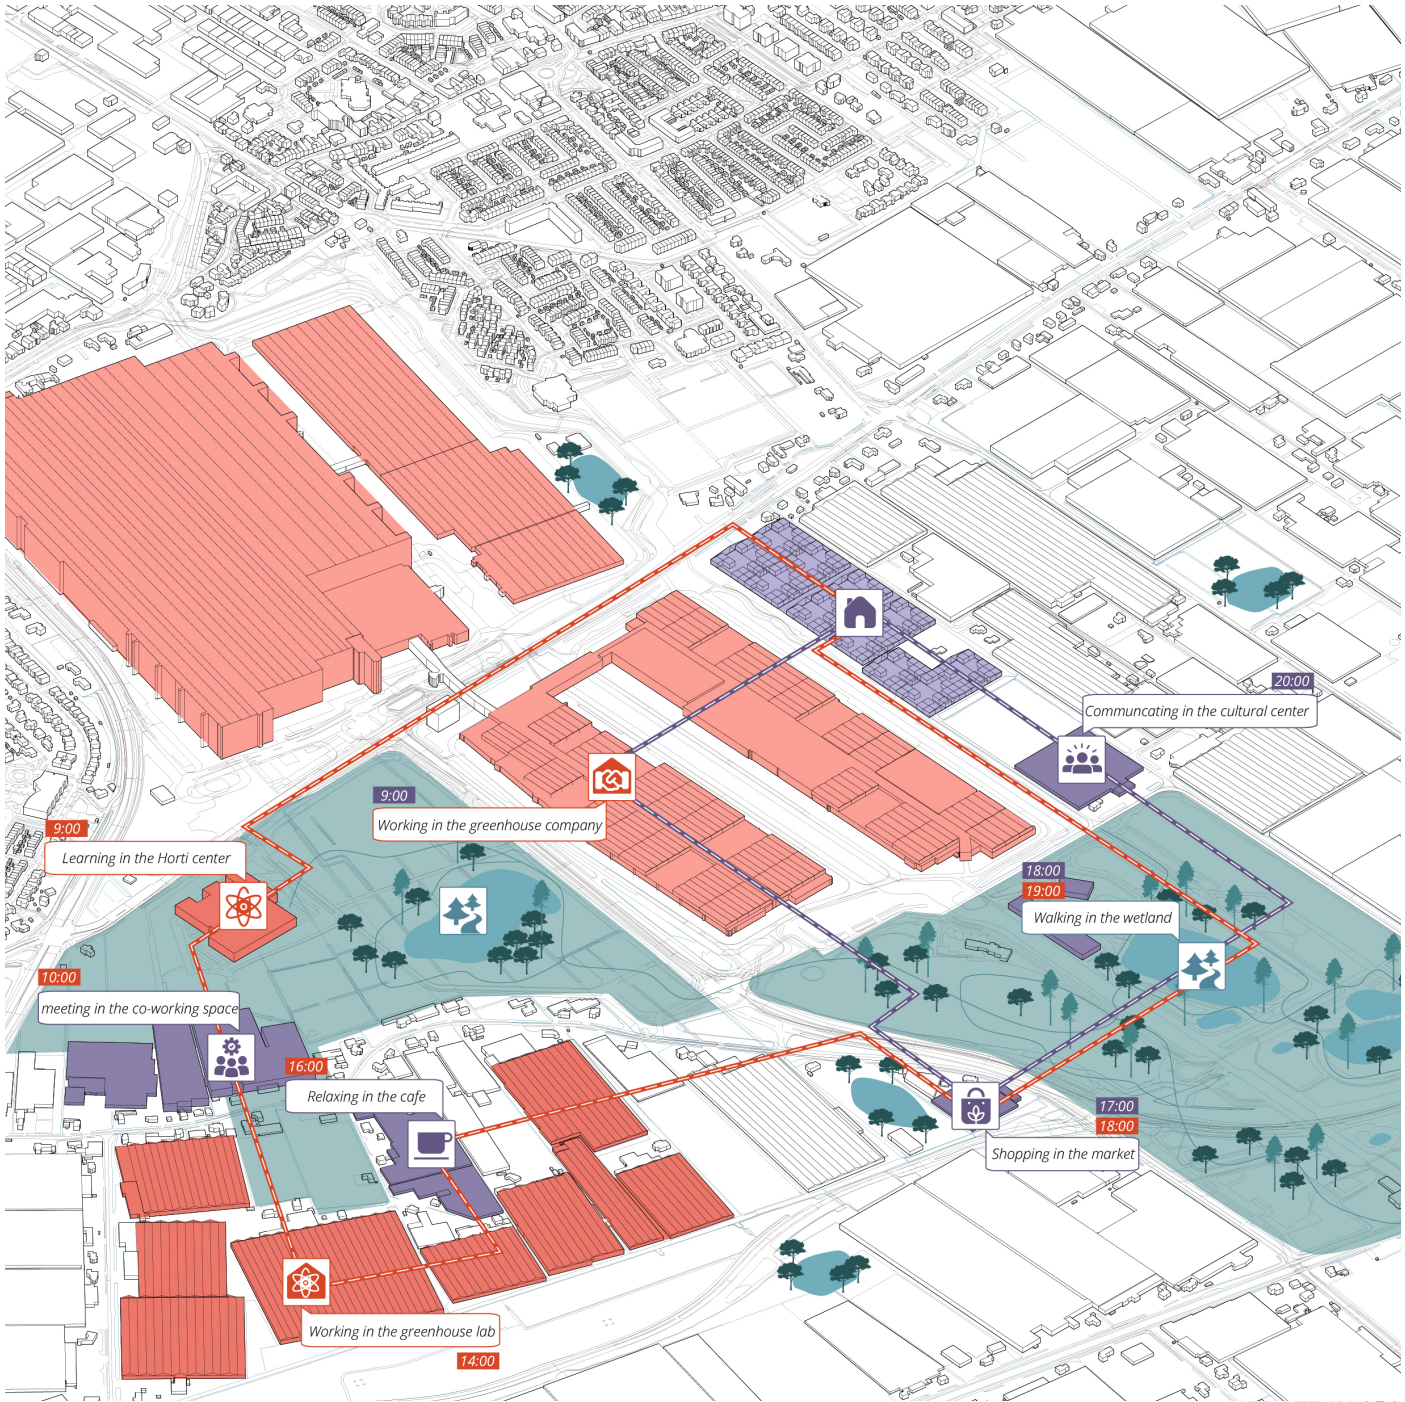 20:00
Communcating in the cultural center
9:00
Working in the greenhouse company
9:00
Learning in the Horti center
18:00
19:00
Walking in the wetland
10:00
meeting in the co-working space
16:00
Relaxing in the cafe
17:00
18:00
Shopping in the market
Working in the greenhouse lab
14:00